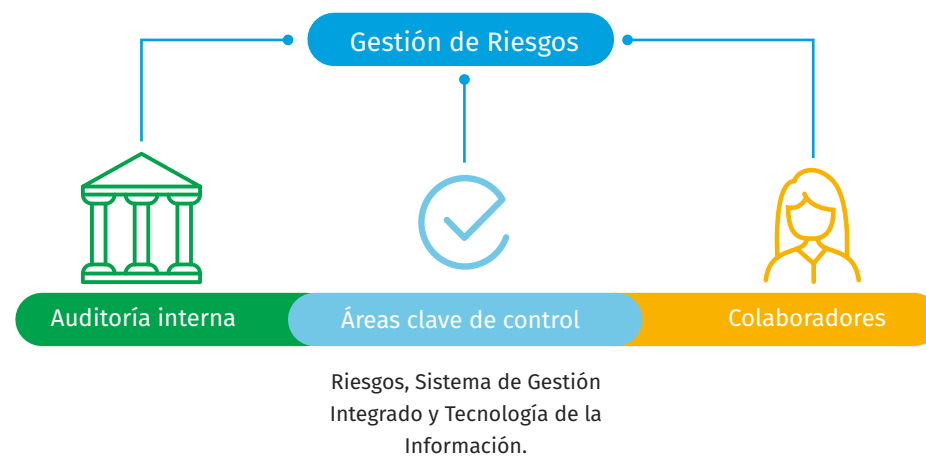 Gestión de Riesgos
Auditoría interna
Áreas clave de control
Colaboradores
Riesgos, Sistema de Gestión
Integrado y Tecnología de la
Información.